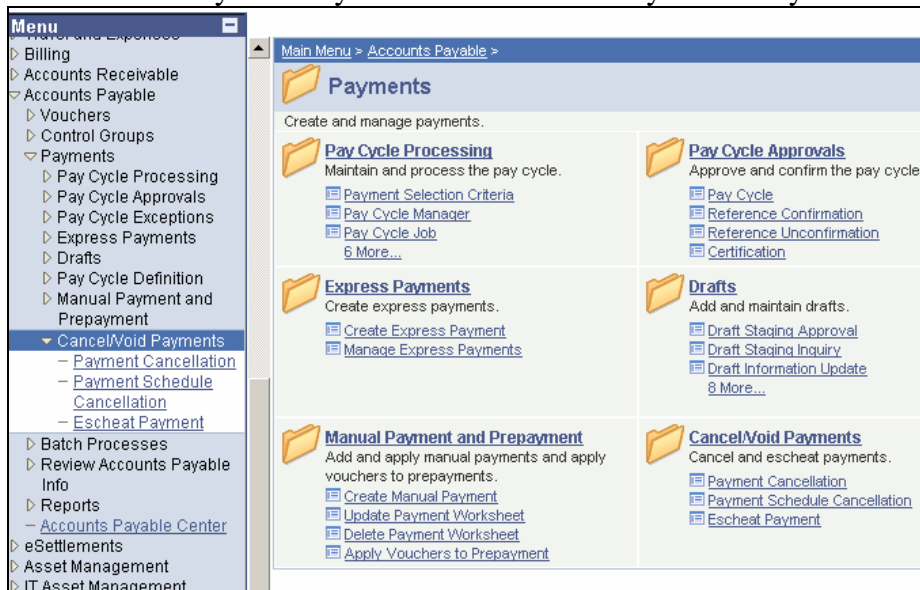 Menu
Billing
Accounts Receivable
Accounts Payable
Vouchers
Control Groups
Payments
Pay Cycle Processing
Pay Cycle Approvals
Pay Cycle Exceptions
Express Payments
Drafts
Pay Cycle Definition
Manual Payment and
Prepayment
Cancel/Void Payments
Payment Cancellation
Payment Schedule
Cancellation
Escheat Payment
Batch Processes
Review Accounts Payable
Info
Reports
Accounts Payable Center
eSettlements
Asset Management
IT Asset Management
Main Menu > Accounts Payable >
Payments
Create and manage payments.
Pay Cycle Processing
Maintain and process the pay cycle.
Payment Selection Criteria
Pay Cycle Manager
Pay Cycle Job
6 More...
Pay Cycle Approvals
Approve and confirm the pay cycle
Pay Cycle
Reference Confirmation
Reference Unconfirmation
Certification
Express Payments
Create express payments.
Create Express Payment
Manage Express Payments
Drafts
Add and maintain drafts.
Draft Staging Approval
Draft Staging Inquiry
Draft Information Update
8 More...
Manual Payment and Prepayment
Add and apply manual payments and apply
vouchers to prepayments.
Create Manual Payment
Update Payment Worksheet
Delete Payment Worksheet
Apply Vouchers to Prepayment
Cancel/Void Payments
Cancel and escheat payments.
Payment Cancellation
Payment Schedule Cancellation
Escheat Payment